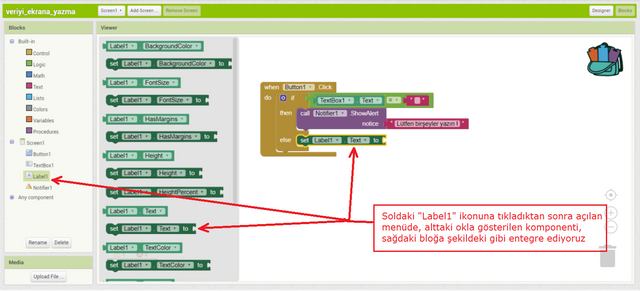 veriyi_ekrana_yazma
Screen1
Add Screen ...
Remove Screen
Designer
Blocks
Blocks
Viewer
Built-in
Control
Logic
Math
Text
Lists
Colors
Variables
Procedures
Screen1
Button1
TextBox1
Label1
Notifier1
Any component
Rename
Delete
Media
Upload File ...
Label1 . BackgroundColor
set Label1 . BackgroundColor to
Label1 . FontSize
set Label1 . FontSize to
Label1 . HasMargins
set Label1 . HasMargins to
Label1 . Height
set Label1 . Height to
set Label1 . HeightPercent to
Label1 . Text
set Label1 . Text to
Label1 . TextColor
set Label1 . TextColor to
when Button1 .Click
do if TextBox1 . Text = " "
then call Notifier1 .ShowAlert
notice " Lütfen birşeyler yazın ! "
else set Label1 . Text to
Soldaki "Label1" ikonuna tıkladıktan sonra açılan
menüde, alttaki okla gösterilen komponenti,
sağdaki bloğa şekildeki gibi entegre ediyoruz